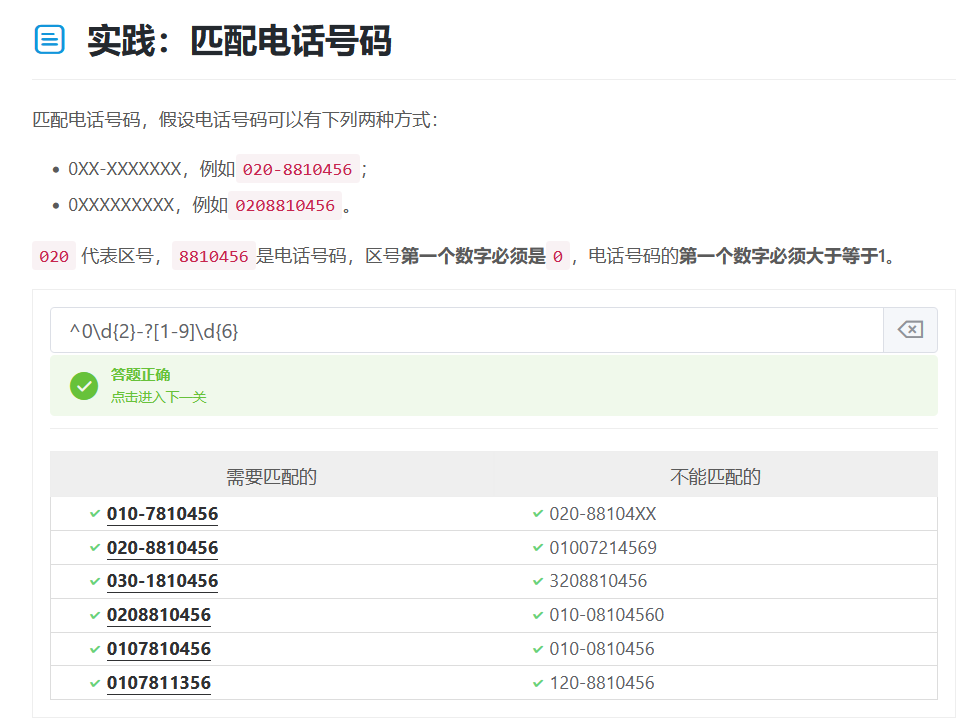 实践：匹配电话号码
匹配电话号码，假设电话号码可以有下列两种方式：
0XX-XXXXXXX，例如 020-8810456；
0XXXXXXXXX，例如 0208810456。
020 代表区号，8810456 是电话号码，区号第一个数字必须是 0，电话号码的第一个数字必须大于等于1。
^0\d{2}-?[1-9]\d{6}
答题正确
点击进入下一关
需要匹配的 不能匹配的
010-7810456 020-88104XX
020-8810456 01007214569
030-1810456 3208810456
0208810456 010-08104560
0107810456 010-0810456
0107811356 120-8810456